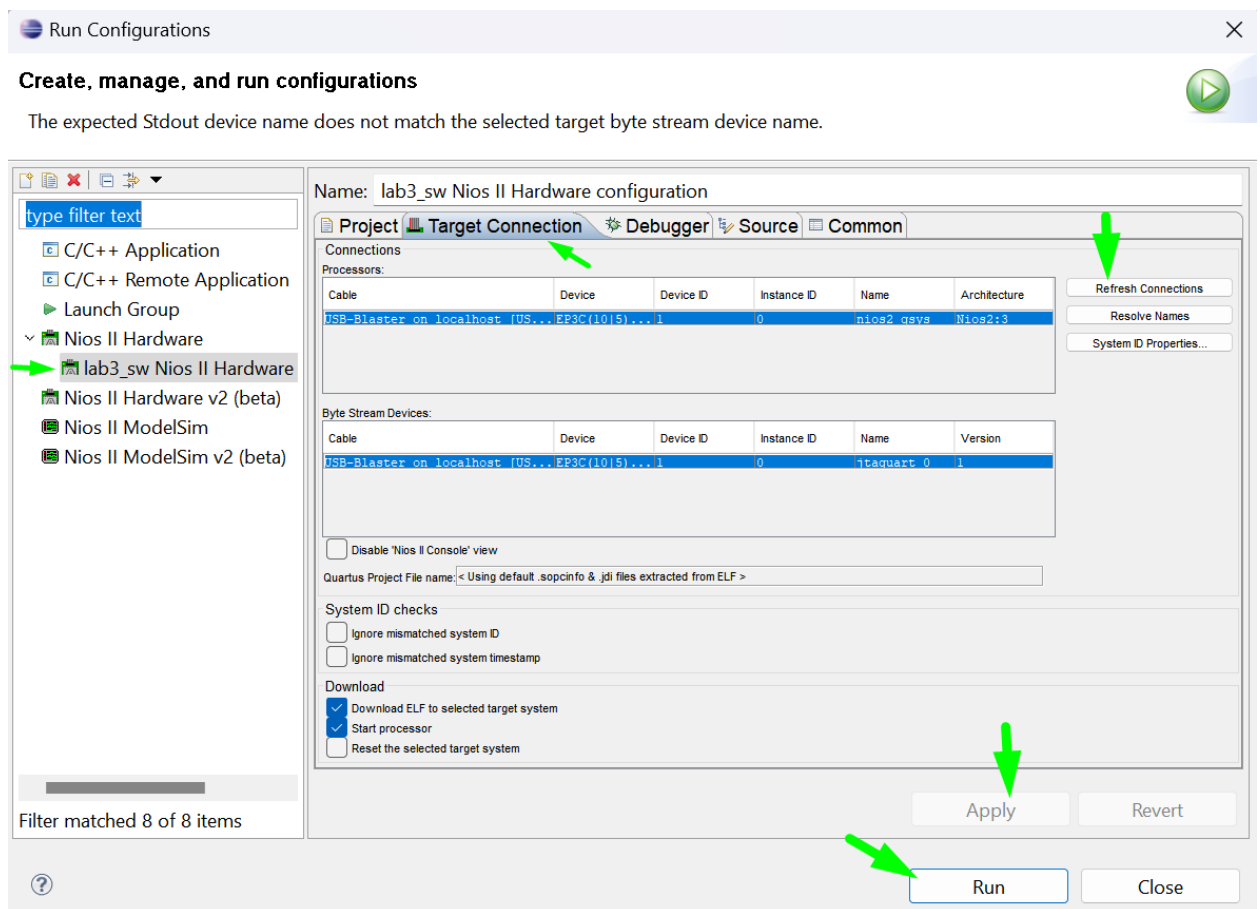 Run Configurations
Create, manage, and run configurations
The expected Stdout device name does not match the selected target byte stream device name.
type filter text
C/C++ Application
C/C++ Remote Application
Launch Group
Nios II Hardware
lab3_sw Nios II Hardware
Nios II Hardware v2 (beta)
Nios II ModelSim
Nios II ModelSim v2 (beta)
Filter matched 8 of 8 items
Name: lab3_sw Nios II Hardware configuration
Project Target Connection Debugger Source Common
Connections
Processors:
Cable Device Device ID Instance ID Name Architecture
USB-Blaster on localhost [US... EP3C(10|5)... 1 0 nios2_qsys Nios2:3
Refresh Connections
Resolve Names
System ID Properties...
Byte Stream Devices:
Cable Device Device ID Instance ID Name Version
USB-Blaster on localhost [US... EP3C(10|5)... 1 0 jtaguart_0 1
Disable 'Nios II Console' view
Quartus Project File name: < Using default .sopcinfo & .jdi files extracted from ELF >
System ID checks
Ignore mismatched system ID
Ignore mismatched system timestamp
Download
Download ELF to selected target system
Start processor
Reset the selected target system
Apply Revert
Run Close